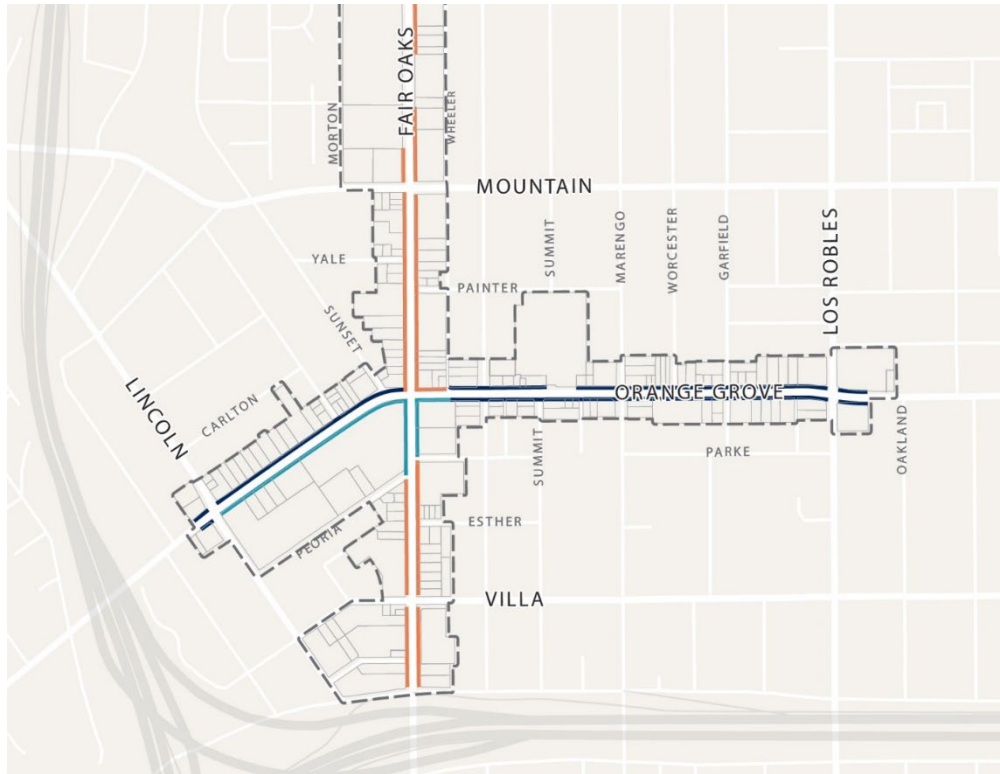 FAIR OAKS
MORTON
WHEELER
MOUNTAIN
YALE
PAINTER
SUMMIT
MARENGO
WORCESTER
GARFIELD
LOS ROBLES
SUNSET
LINCOLN
CARLTON
ORANGE GROVE
SUMMIT
PARKE
OAKLAND
PEORIA
ESTHER
VILLA